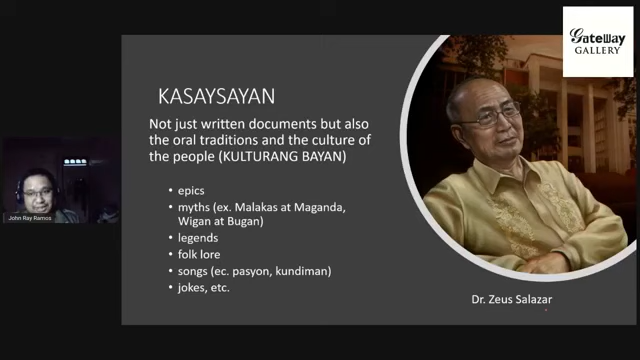 Gateway
GALLERY
KASAYSAYAN
Not just written documents but also
the oral traditions and the culture of
the people (KULTURANG BAYAN)
• epics
• myths (ex. Malakas at Maganda,
Wigan at Bugan)
• legends
• folk lore
• songs (ec. pasyon, kundiman)
• jokes, etc.
Dr. Zeus Salazar
John Ray Ramos